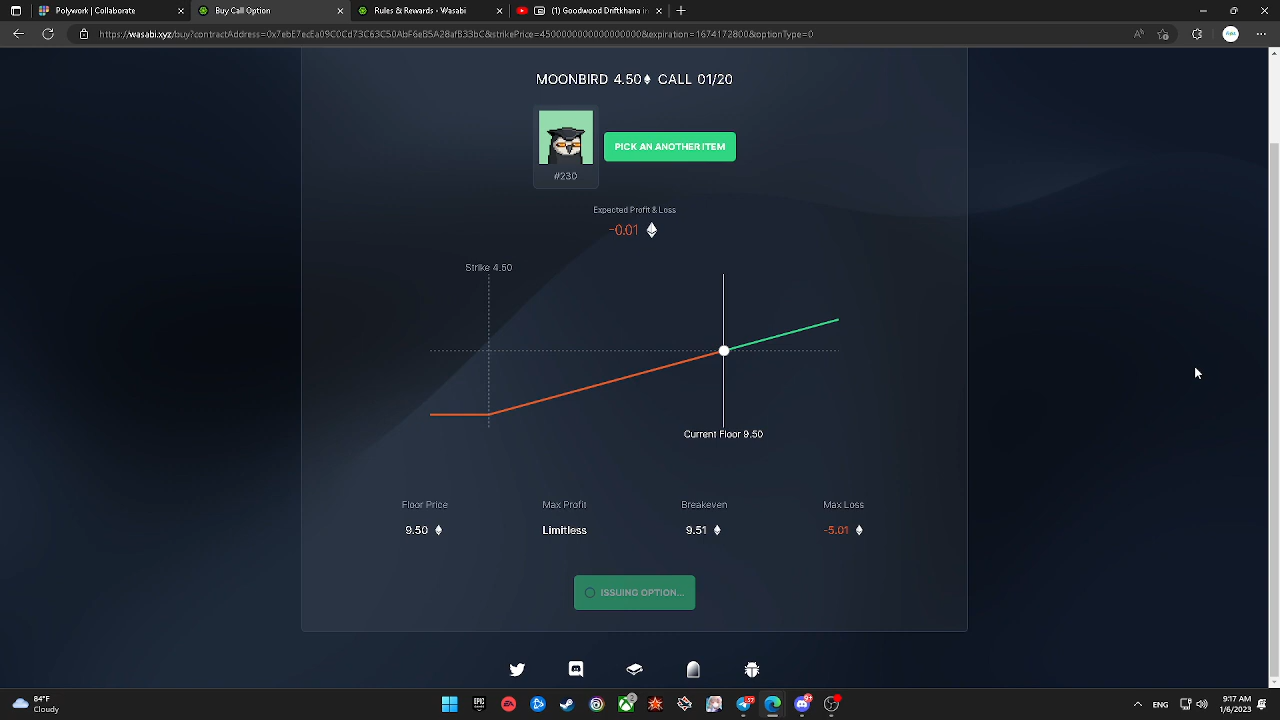 Polywork | Collaborate
Buy Call Option
Rules & Rewards - Wasabi
(1) Goodwood Driftkhana in
https://wasabi.xyz/buy?contractAddress=0x7ebE7ecEa09C0Cd73C63C50AbF6eB5A28afB33bC&strikePrice=4500000000000000000&expiration=1674172800&optionType=0
MOONBIRD 4.50 CALL 01/20
#230
PICK AN ANOTHER ITEM
Expected Profit & Loss
-0.01
Strike 4.50
Current Floor 9.50
Floor Price
Max Profit
Breakeven
Max Loss
9.50
Limitless
9.51
-5.01
ISSUING OPTION...
84°F
Cloudy
ENG
9:17 AM
1/6/2023